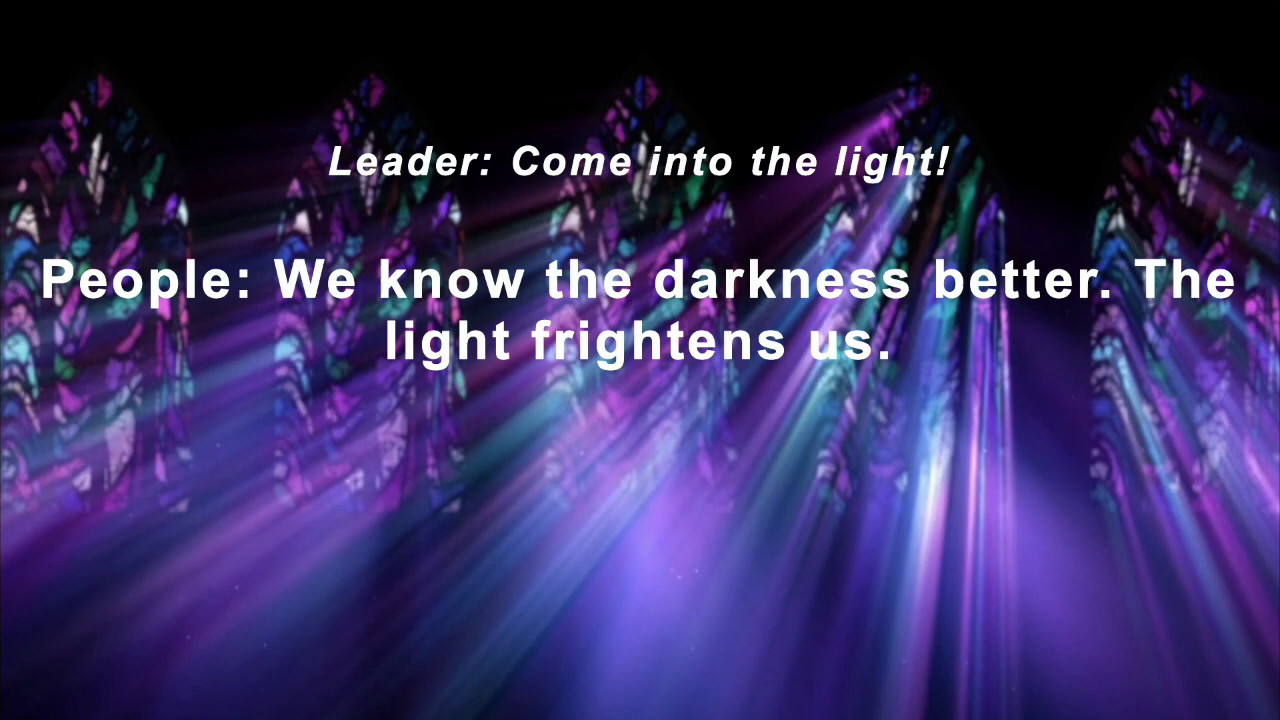 Leader: Come into the light!
People: We know the darkness better. The
light frightens us.